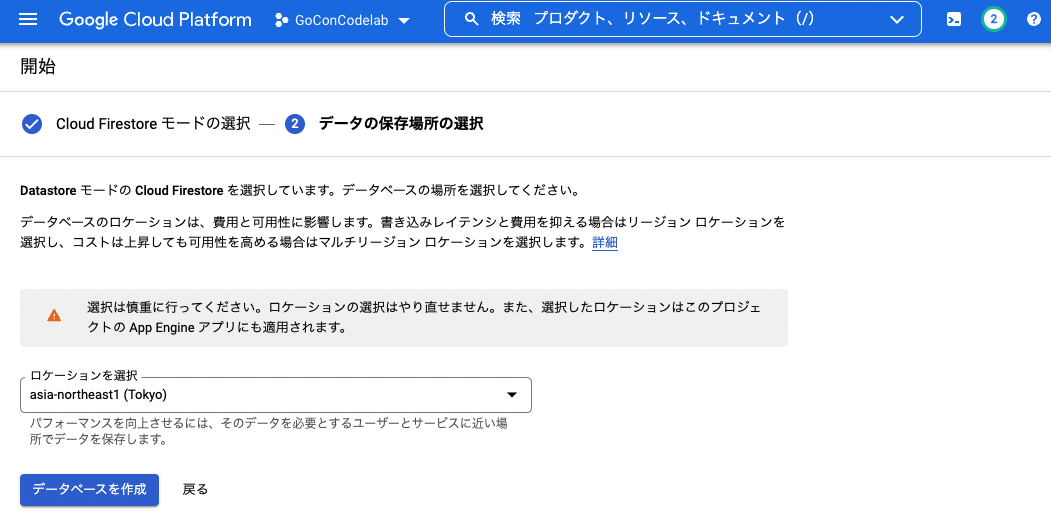 Google Cloud Platform GoConCodelab 検索 プロダクト、リソース、ドキュメント (/) 2
開始
Cloud Firestore モードの選択 — 2 データの保存場所の選択
Datastore モードの Cloud Firestore を選択しています。データベースの場所を選択してください。
データベースのロケーションは、費用と可用性に影響します。書き込みレイテンシと費用を抑える場合はリージョン ロケーションを
選択し、コストは上昇しても可用性を高める場合はマルチリージョン ロケーションを選択します。詳細
選択は慎重に行ってください。ロケーションの選択はやり直せません。また、選択したロケーションはこのプロジェ
クトの App Engine アプリにも適用されます。
ロケーションを選択
asia-northeast1 (Tokyo)
パフォーマンスを向上させるには、そのデータを必要とするユーザーとサービスに近い場
所でデータを保存します。
データベースを作成 戻る